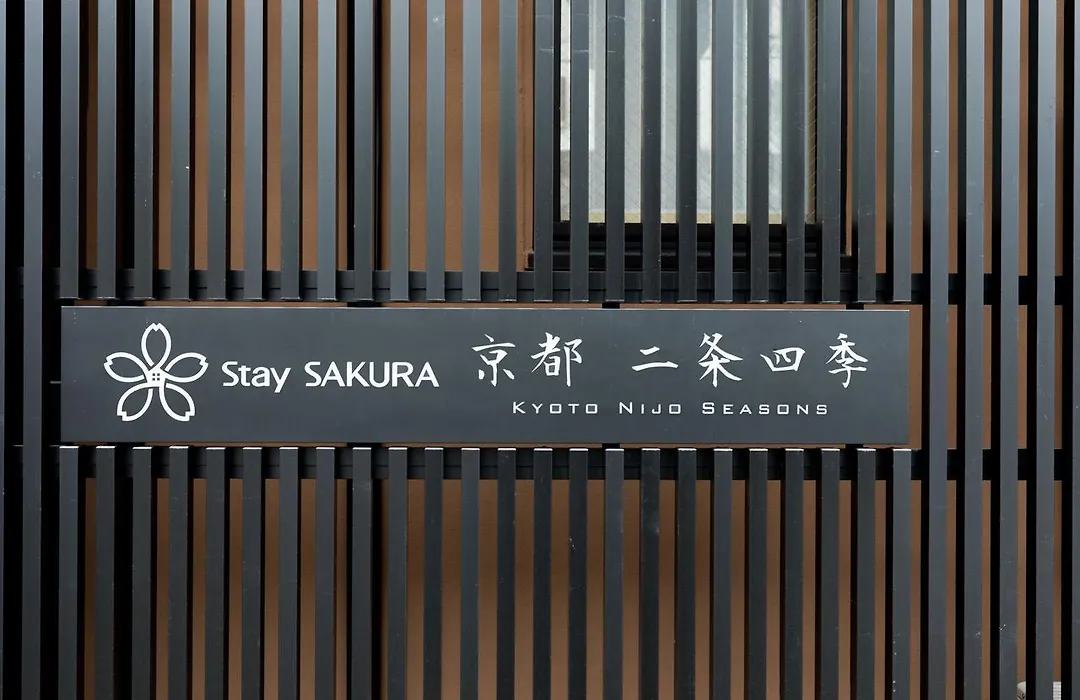 Stay SAKURA 京都 二条四季
KYOTO NIJO SEASONS